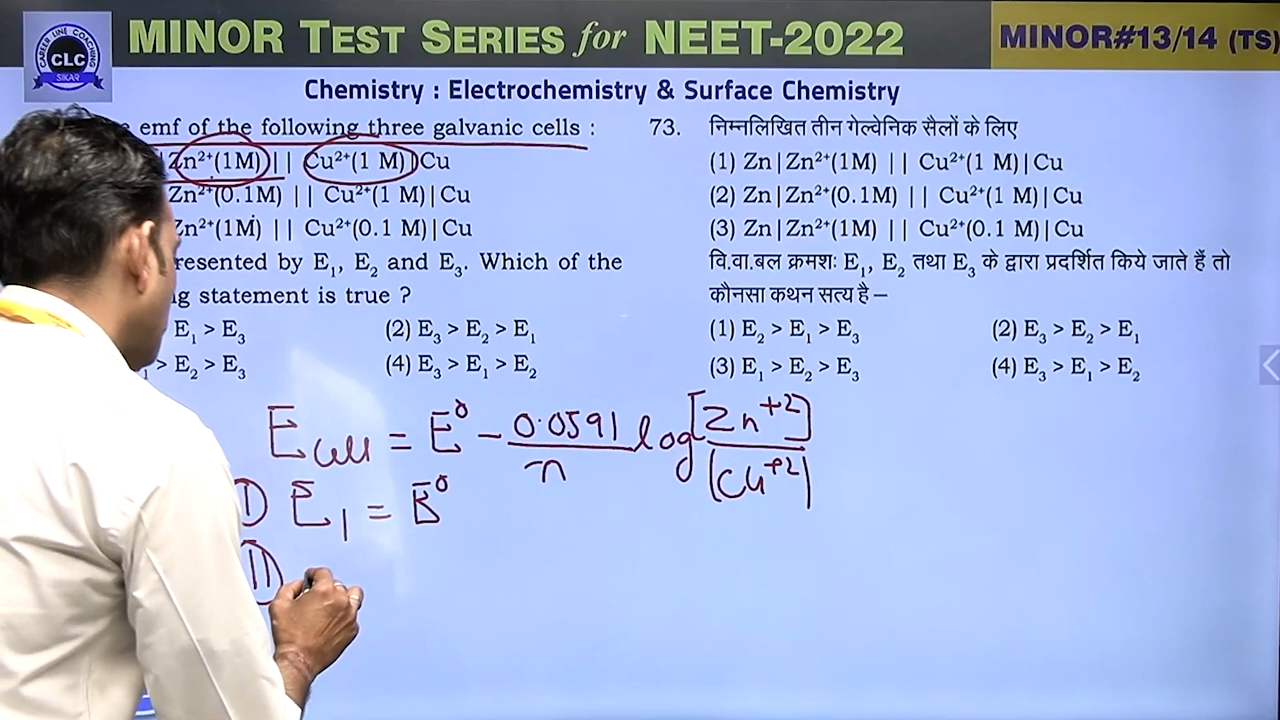 CAREER LINE COACHING
CLC
SIKAR
MINOR TEST SERIES for NEET-2022
MINOR#13/14 (TS)
Chemistry : Electrochemistry & Surface Chemistry
emf of the following three galvanic cells :
|Zn²⁺(1M) || Cu²⁺(1 M)|Cu
Zn²⁺(0.1M) || Cu²⁺(1 M)|Cu
Zn²⁺(1M) || Cu²⁺(0.1 M)|Cu
resented by E₁, E₂ and E₃. Which of the
statement is true ?
E₁ > E₃
(2) E₃ > E₂ > E₁
> E₂ > E₃
(4) E₃ > E₁ > E₂
73. निम्नलिखित तीन गेल्वेनिक सैलों के लिए
(1) Zn|Zn²⁺(1M) || Cu²⁺(1M)|Cu
(2) Zn|Zn²⁺(0.1M) || Cu²⁺(1 M)|Cu
(3) Zn|Zn²⁺(1M) || Cu²⁺(0.1 M)|Cu
वि.वा.बल क्रमशः E₁, E₂ तथा E₃ के द्वारा प्रदर्शित किये जाते हैं तो
कौनसा कथन सत्य है –
(1) E₂ > E₁ > E₃
(2) E₃ > E₂ > E₁
(3) E₁ > E₂ > E₃
(4) E₃ > E₁ > E₂
E cell = E° - 0.0591/n log [Zn⁺²]/(Cu⁺²)
I E₁ = E°
II